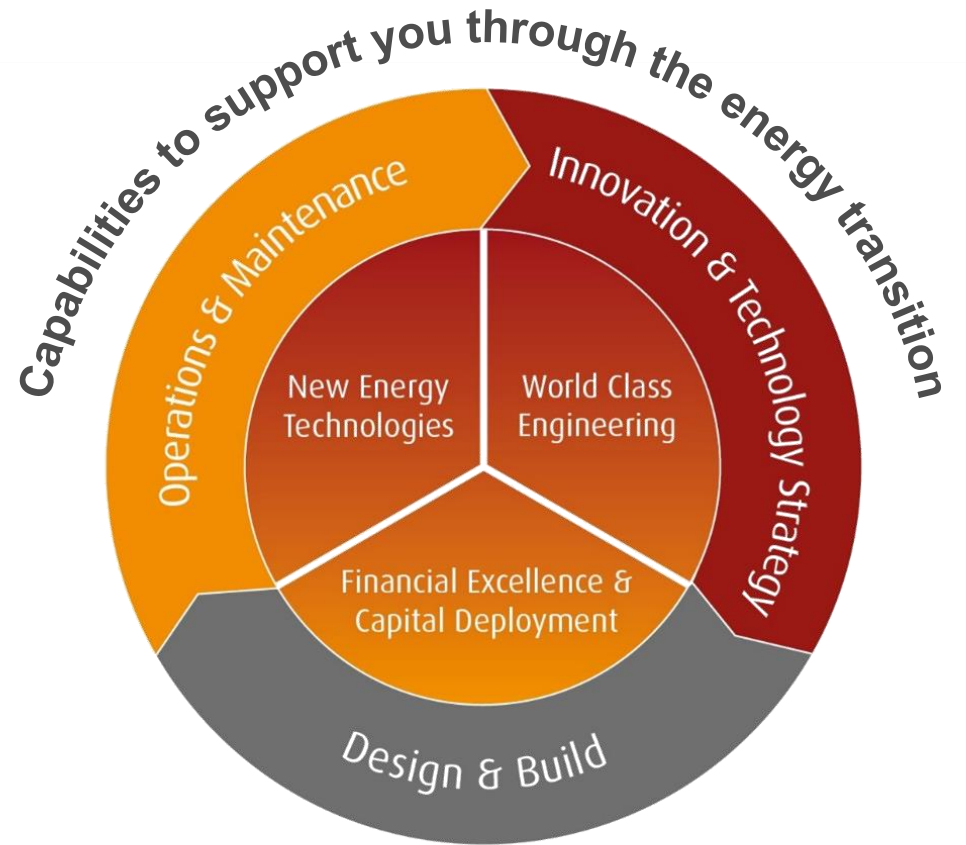 Capabilities to support you through the energy transition
Operations & Maintenance
Innovation & Technology Strategy
New Energy
Technologies
World Class
Engineering
Financial Excellence &
Capital Deployment
Design & Build